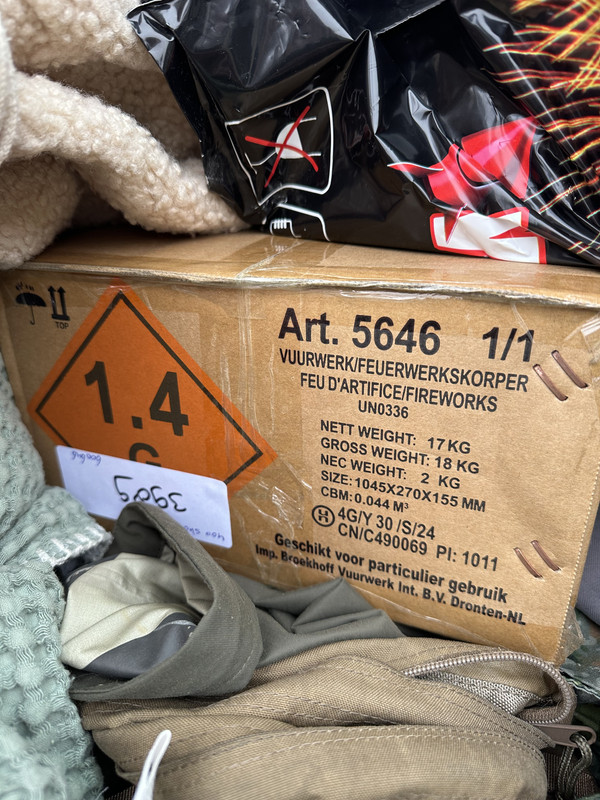 TOP
Art. 5646 1/1
VUURWERK/FEUERWERKSKORPER
FEU D'ARTIFICE/FIREWORKS
UN0336
1.4
G
NETT WEIGHT: 17 KG
GROSS WEIGHT: 18 KG
NEC WEIGHT: 2 KG
SIZE: 1045X270X155 MM
CBM: 0.044 M³
H 4G/Y 30 /S/24
CN/C490069 PI: 1011
Geschikt voor particulier gebruik
Imp. Broekhoff Vuurwerk Int. B.V. Dronten-NL